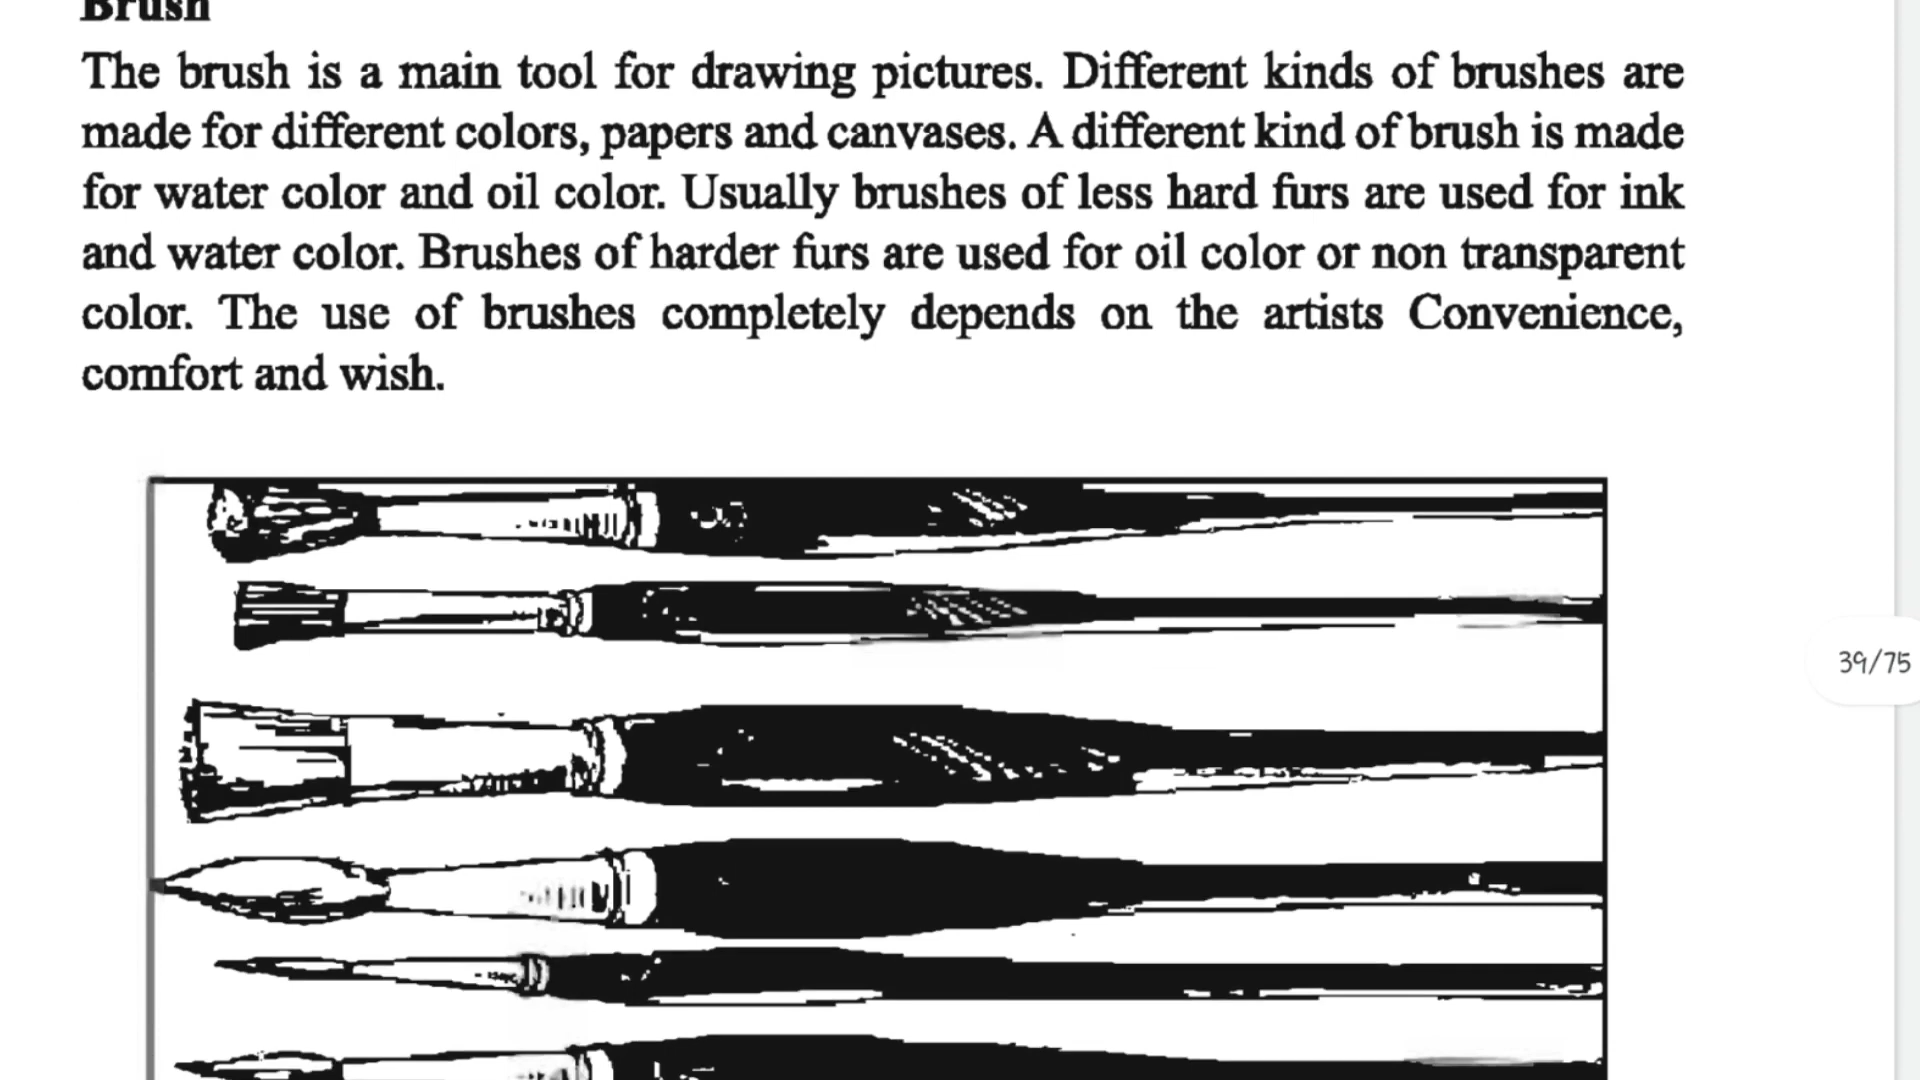 Brush
The brush is a main tool for drawing pictures. Different kinds of brushes are
made for different colors, papers and canvases. A different kind of brush is made
for water color and oil color. Usually brushes of less hard furs are used for ink
and water color. Brushes of harder furs are used for oil color or non transparent
color. The use of brushes completely depends on the artists Convenience,
comfort and wish.
39/75